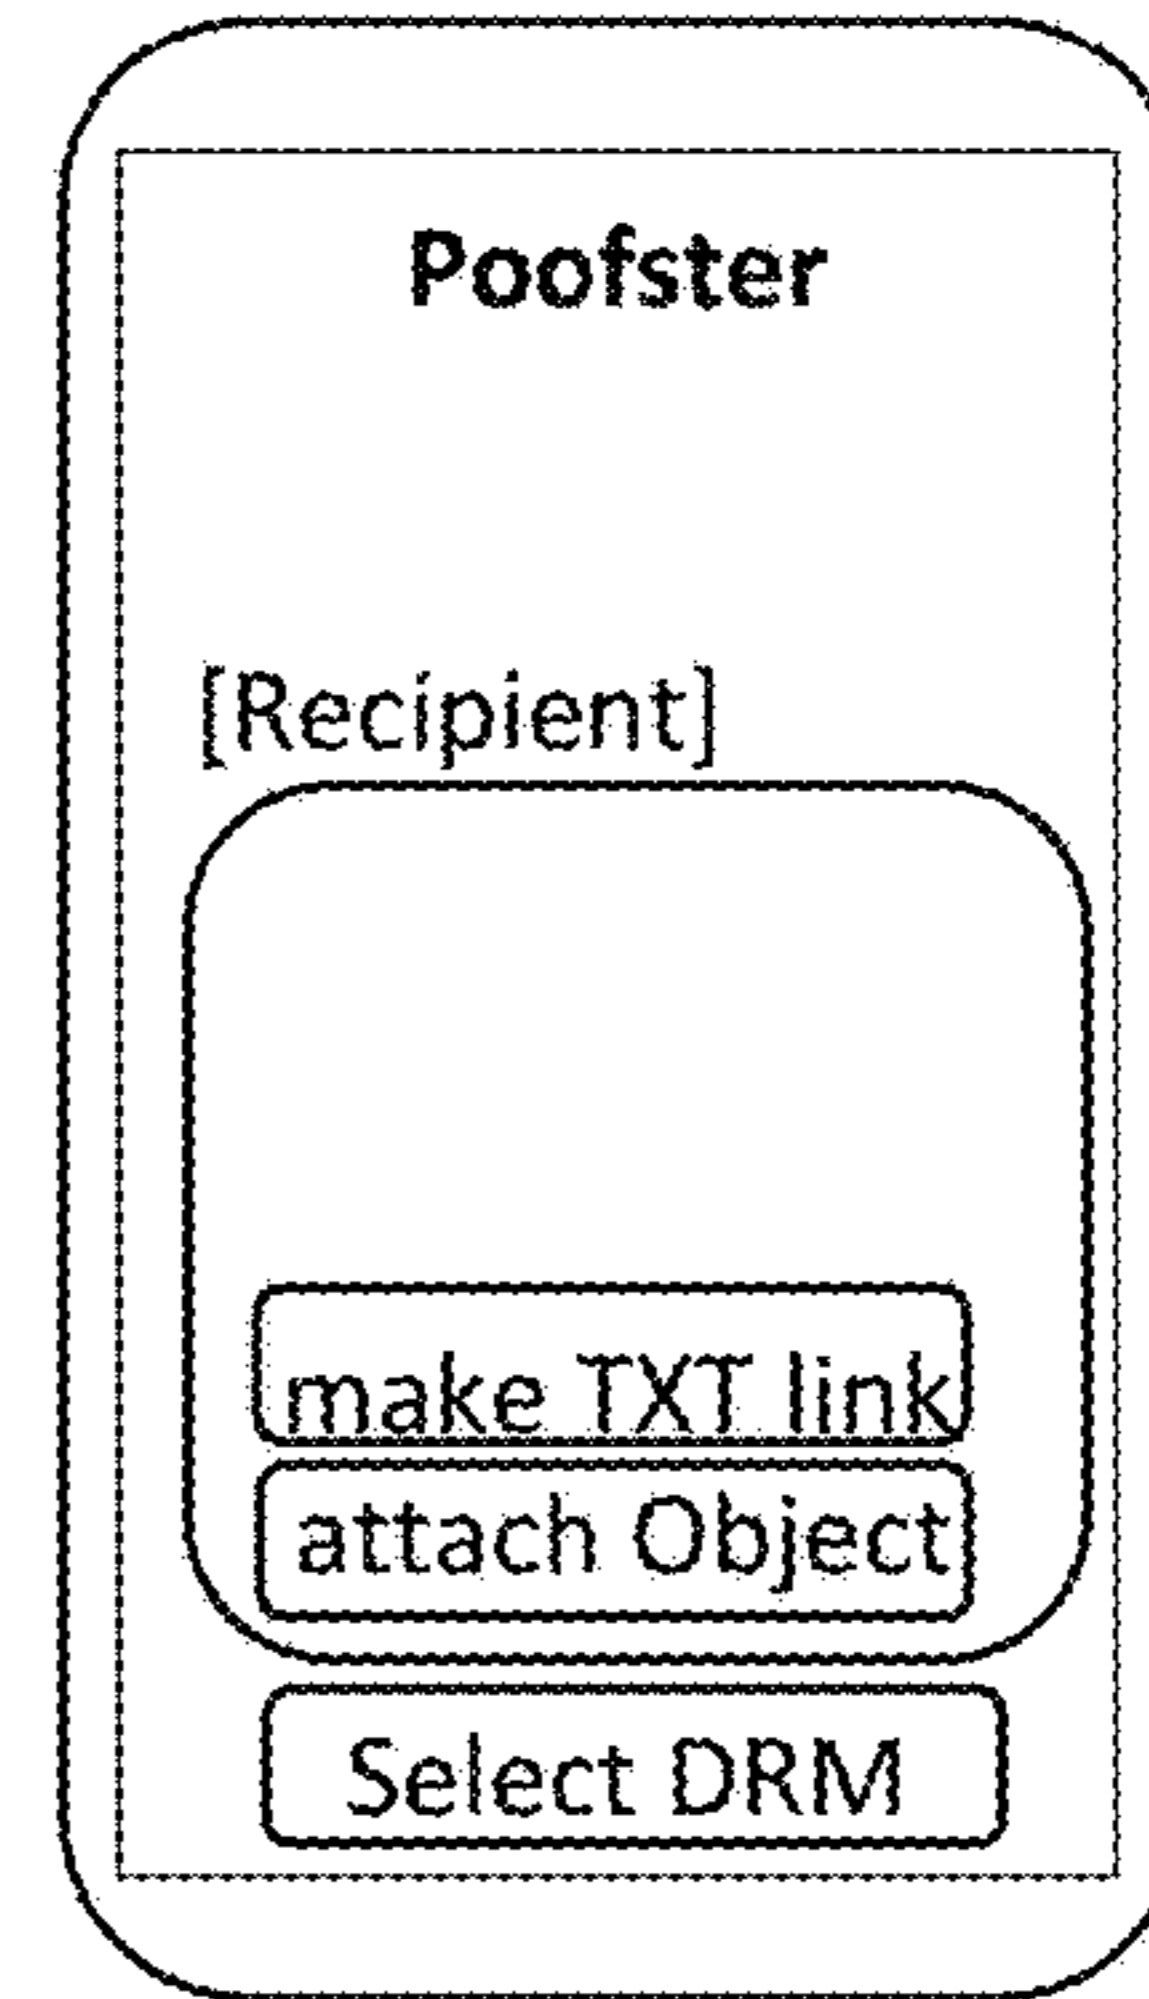 Poofster
[Recipient]
make TXT link
attach Object
Select DRM